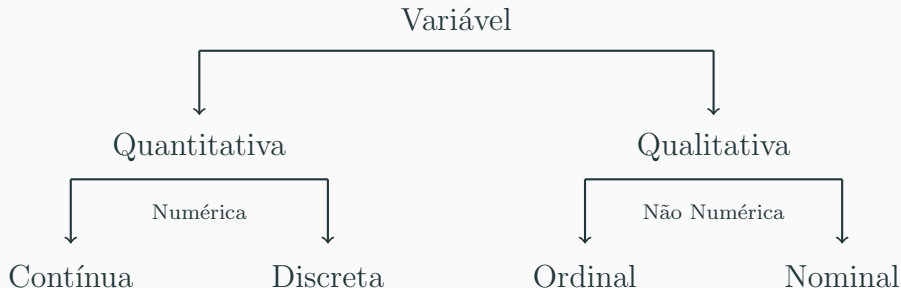 Variável
Quantitativa
Qualitativa
Numérica
Não Numérica
Contínua
Discreta
Ordinal
Nominal